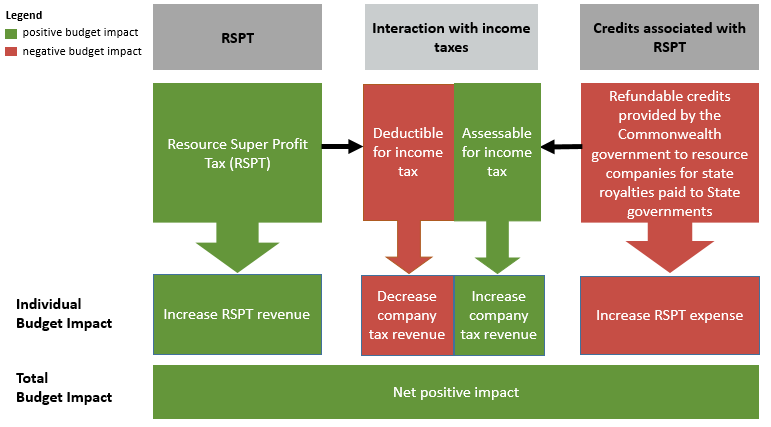 Legend
positive budget impact
negative budget impact
RSPT
Interaction with income
taxes
Credits associated with
RSPT
Resource Super Profit
Tax (RSPT)
Deductible
for income
tax
Assessable
for income
tax
Refundable credits
provided by the
Commonwealth
government to resource
companies for state
royalties paid to State
governments
Individual
Budget Impact
Increase RSPT revenue
Decrease
company
tax revenue
Increase
company
tax revenue
Increase RSPT expense
Total
Budget Impact
Net positive impact